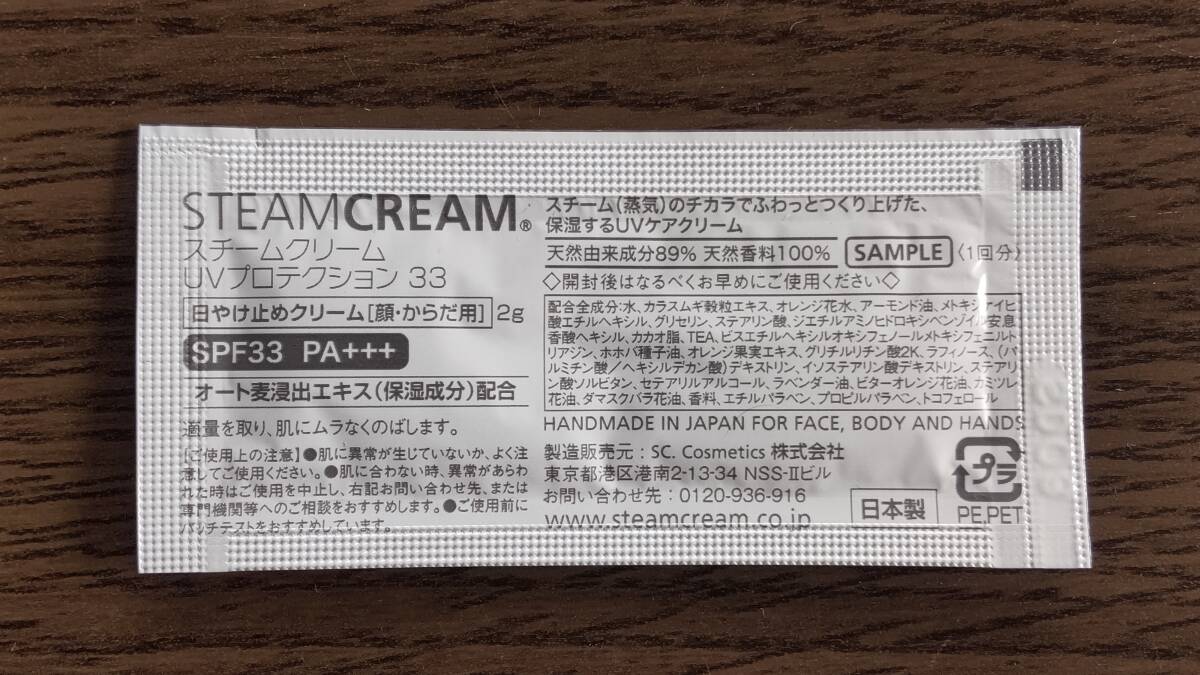 STEAMCREAM®
スチームクリーム
UVプロテクション 33
日やけ止めクリーム[顔・からだ用] 2g
SPF33 PA+++
オート麦浸出エキス(保湿成分)配合
適量を取り、肌にムラなくのばします。
【ご使用上の注意】●肌に異常が生じていないか、よく注
意してご使用ください。●肌に合わない時、異常があらわ
れた時はご使用を中止し、右記お問い合わせ先、または
専門機関等へのご相談をおすすめします。●ご使用前に
パッチテストをおすすめしています。
スチーム(蒸気)のチカラでふわっとつくり上げた、
保湿するUVケアクリーム
天然由来成分89% 天然香料100% SAMPLE 〈1回分〉
◇開封後はなるべくお早めにご使用ください◇
配合全成分:水、カラスムギ穀粒エキス、オレンジ花水、アーモンド油、メトキシケイヒ
酸エチルヘキシル、グリセリン、ステアリン酸、ジエチルアミノヒドロキシベンゾイル安息
香酸ヘキシル、カカオ脂、TEA、ビスエチルヘキシルオキシフェノールメトキシフェニルト
リアジン、ホホバ種子油、オレンジ果実エキス、グリチルリチン酸2K、ラフィノース、(パ
ルミチン酸/ヘキシルデカン酸)デキストリン、イソステアリン酸デキストリン、ステアリ
ン酸ソルビタン、セテアリルアルコール、ラベンダー油、ビターオレンジ花油、カミツレ
花油、ダマスクバラ花油、香料、エチルパラベン、プロピルパラベン、トコフェロール
HANDMADE IN JAPAN FOR FACE, BODY AND HANDS
製造販売元:SC. Cosmetics 株式会社
東京都港区港南2-13-34 NSS-Ⅱビル
お問い合わせ先:0120-936-916
www.steamcream.co.jp
日本製
プラ
PE,PET